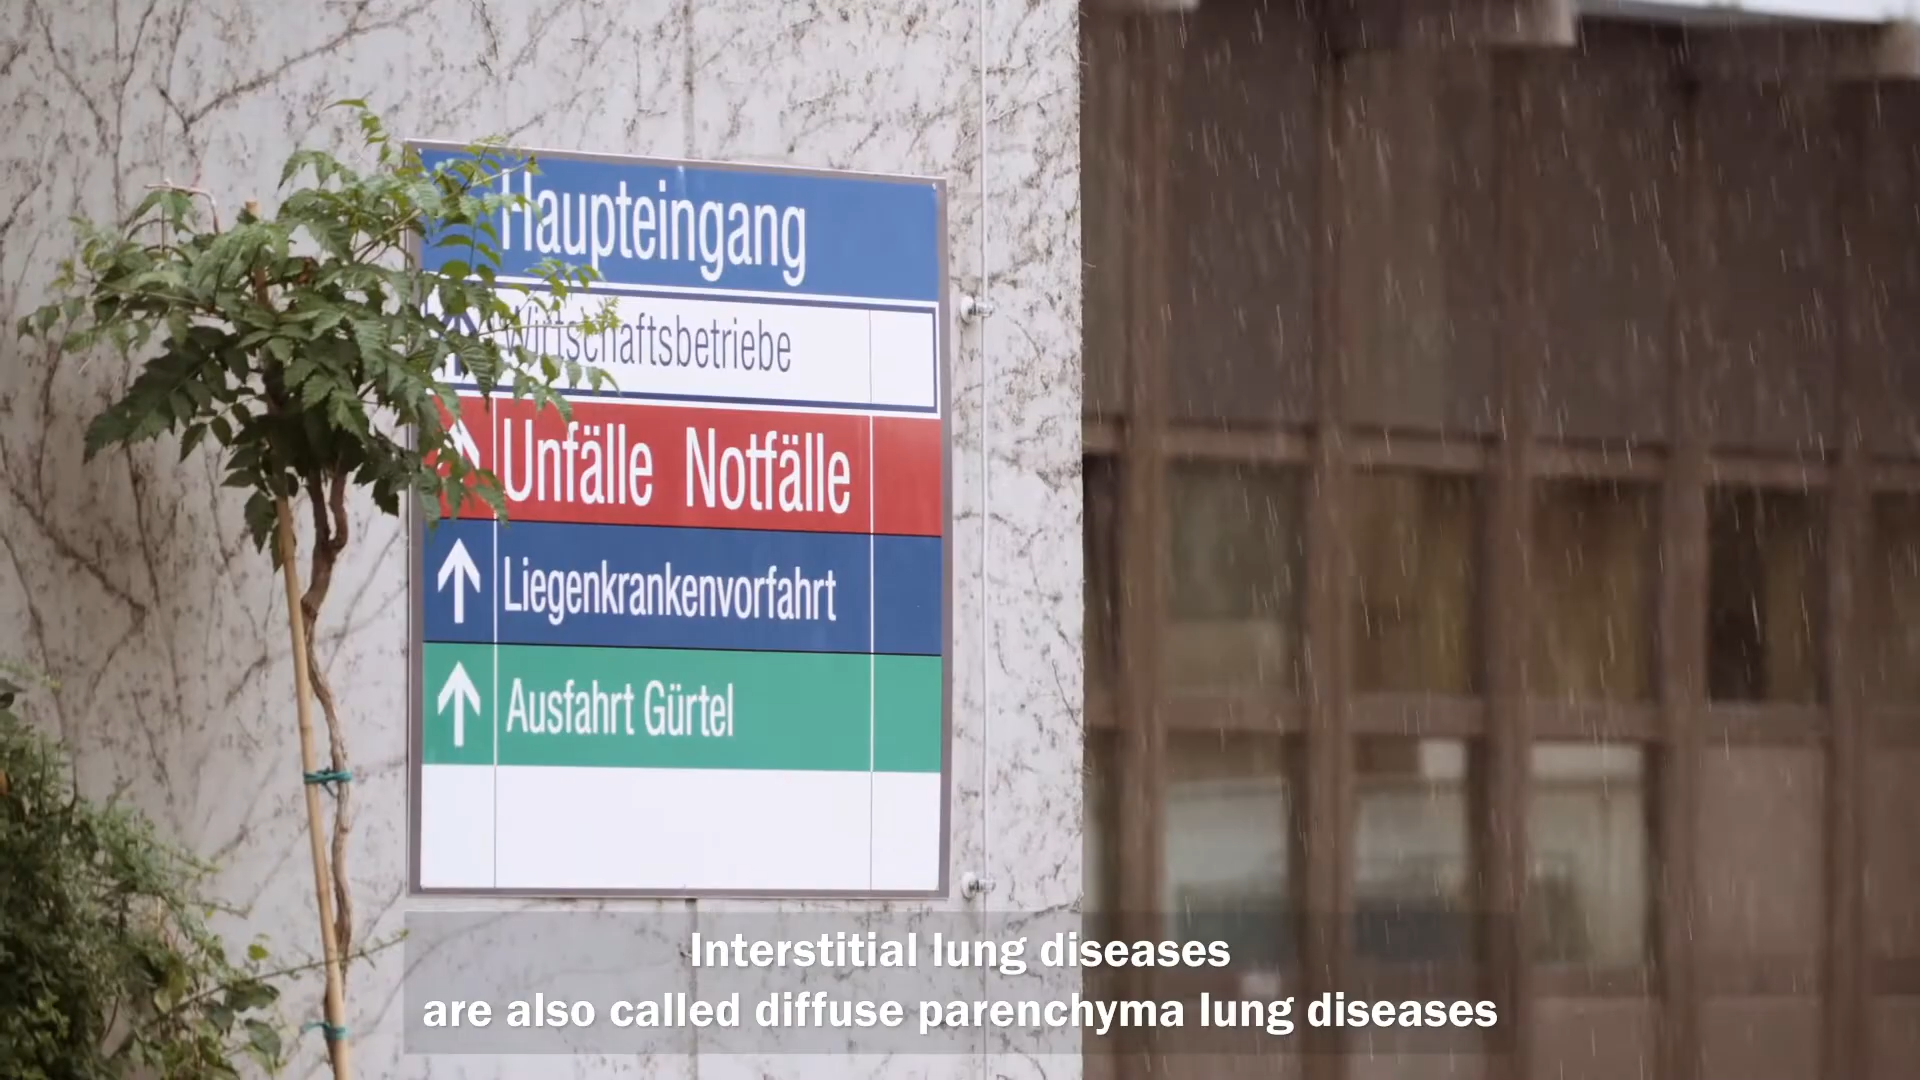 Haupteingang
Wirtschaftsbetriebe
Unfälle Notfälle
Liegenkrankenvorfahrt
Ausfahrt Gürtel
Interstitial lung diseases
are also called diffuse parenchyma lung diseases